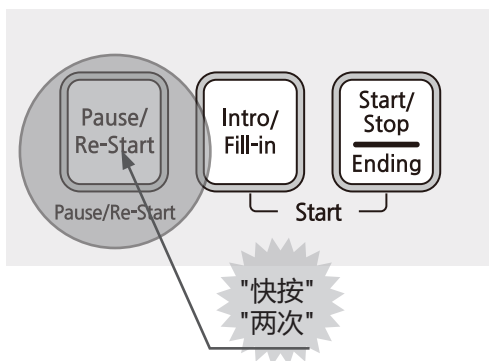 Pause/
Re-Start
Intro/
Fill-in
Start/
Stop
Ending
Pause/Re-Start
Start
"快按"
"两次"